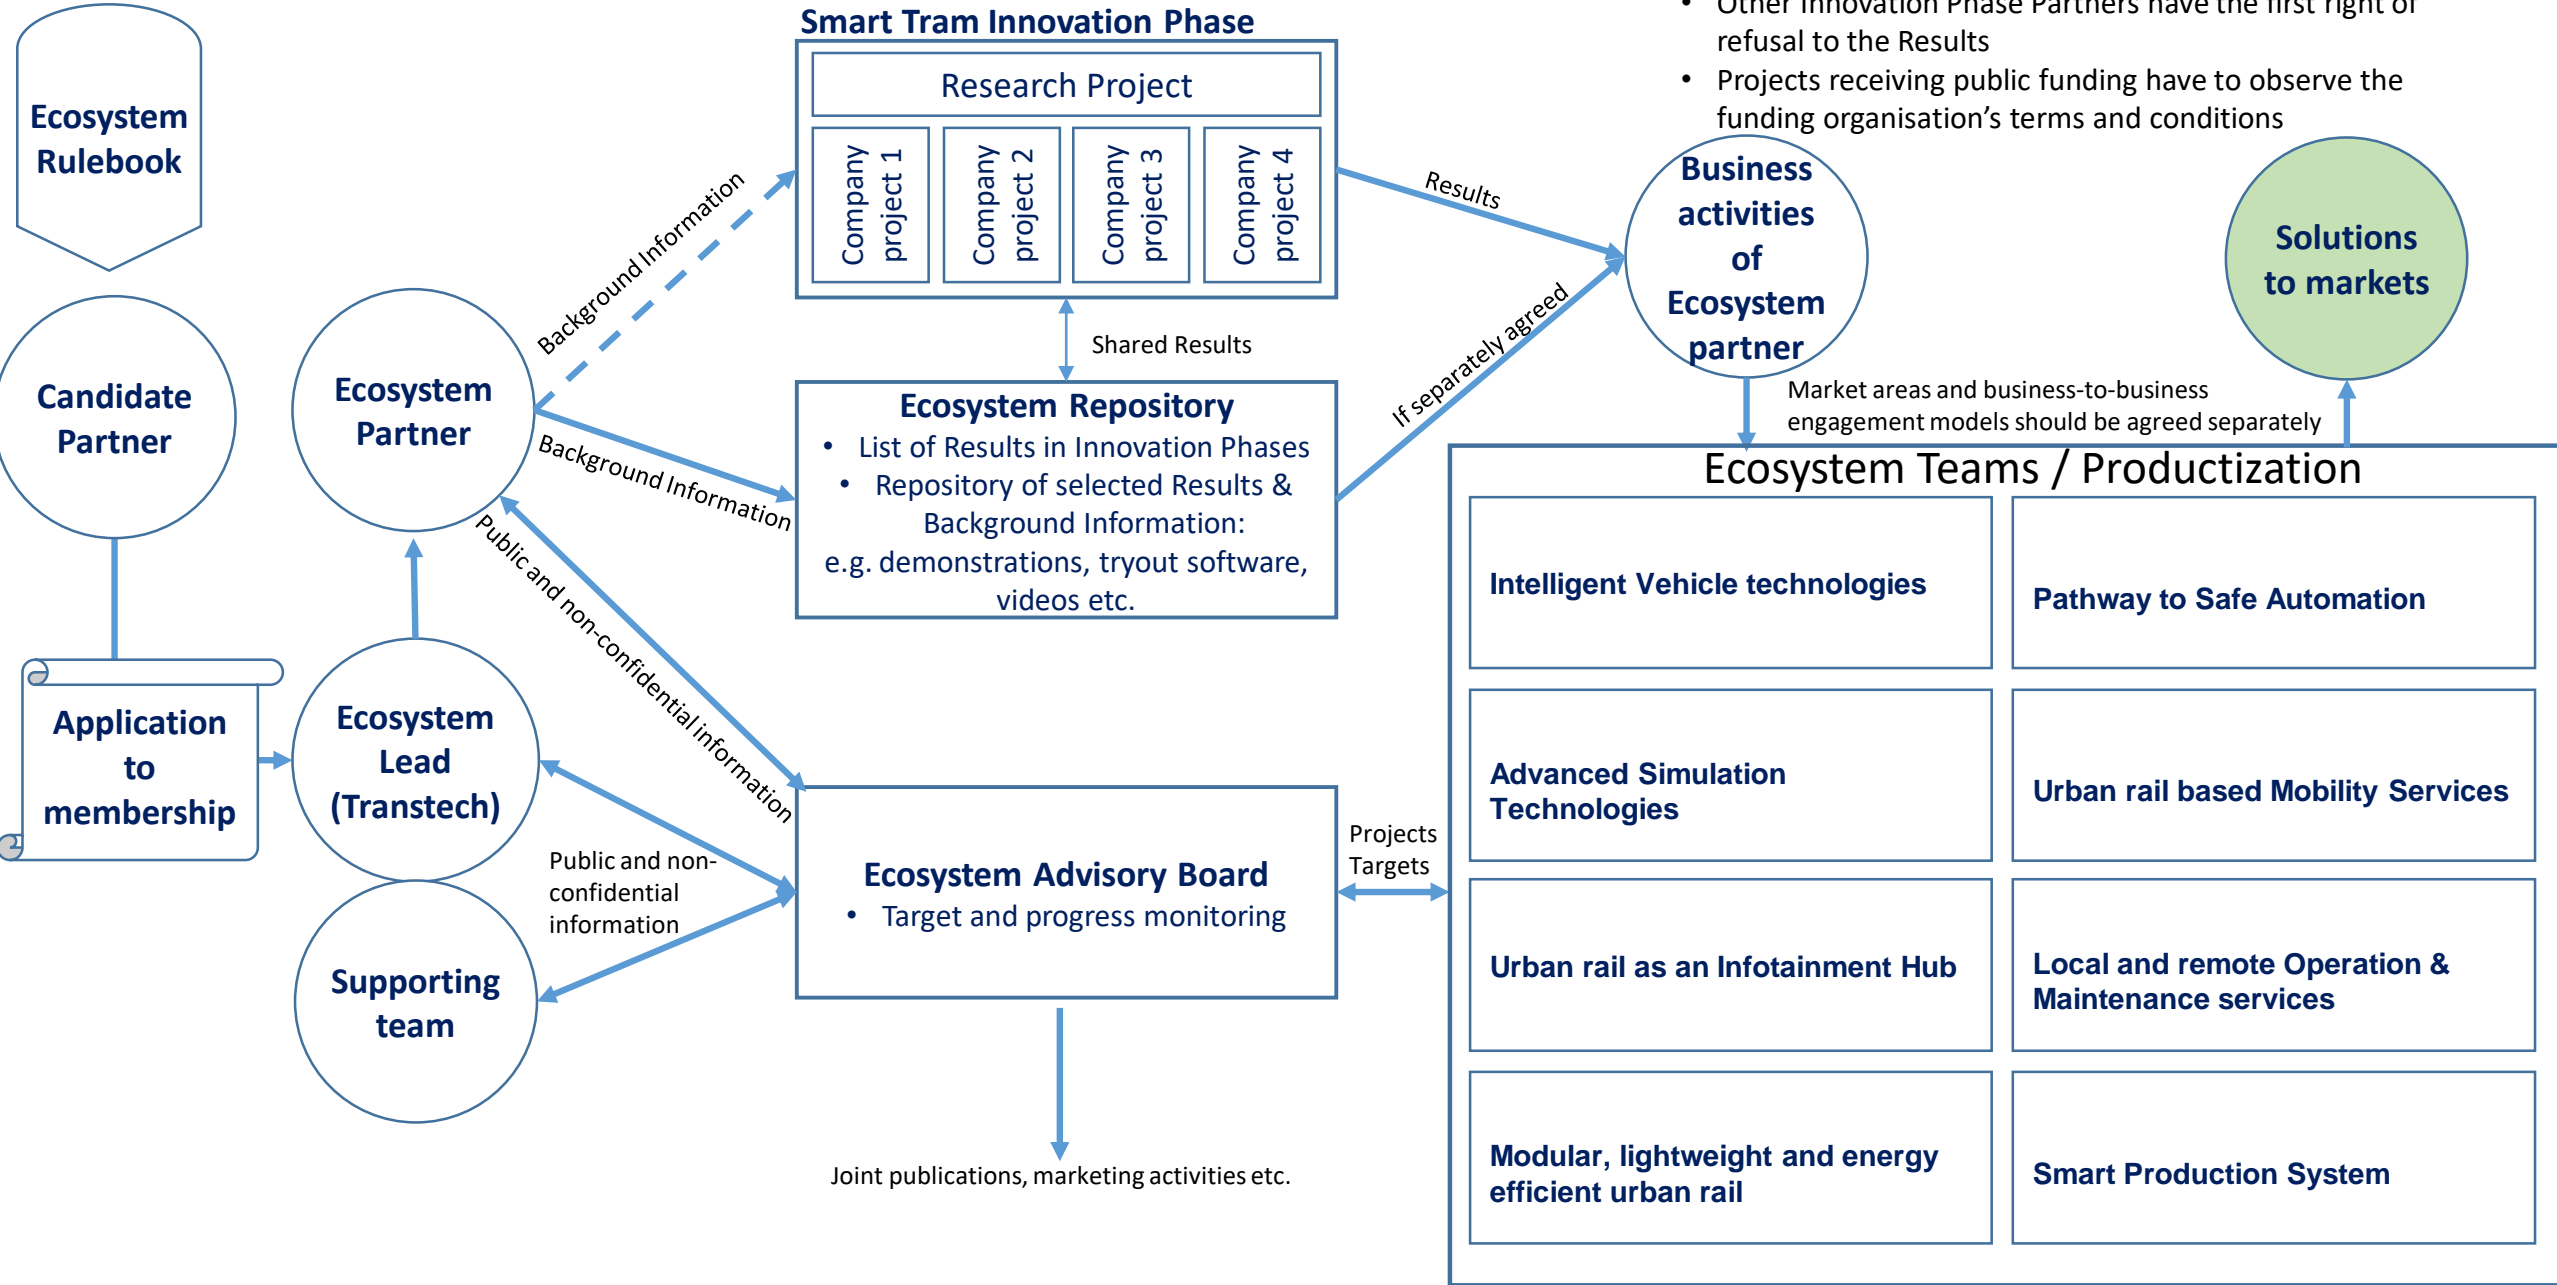 Smart Tram Innovation Phase
• Other Innovation Phase Partners have the first right of
refusal to the Results
• Projects receiving public funding have to observe the
funding organisation's terms and conditions
Ecosystem
Rulebook
Research Project
Company
project 1
Company
project 2
Company
project 3
Company
project 4
Background Information
Results
Business
activities
of
Ecosystem
partner
Solutions
to markets
Candidate
Partner
Ecosystem
Partner
Shared Results
If separately agreed
Background Information
Ecosystem Repository
• List of Results in Innovation Phases
• Repository of selected Results &
Background Information:
e.g. demonstrations, tryout software,
videos etc.
Market areas and business-to-business
engagement models should be agreed separately
Public and non-confidential information
Application
to
membership
Ecosystem
Lead
(Transtech)
Public and non-
confidential
information
Supporting
team
Ecosystem Advisory Board
• Target and progress monitoring
Projects
Targets
Joint publications, marketing activities etc.
Ecosystem Teams / Productization
Intelligent Vehicle technologies
Pathway to Safe Automation
Advanced Simulation
Technologies
Urban rail based Mobility Services
Urban rail as an Infotainment Hub
Local and remote Operation &
Maintenance services
Modular, lightweight and energy
efficient urban rail
Smart Production System